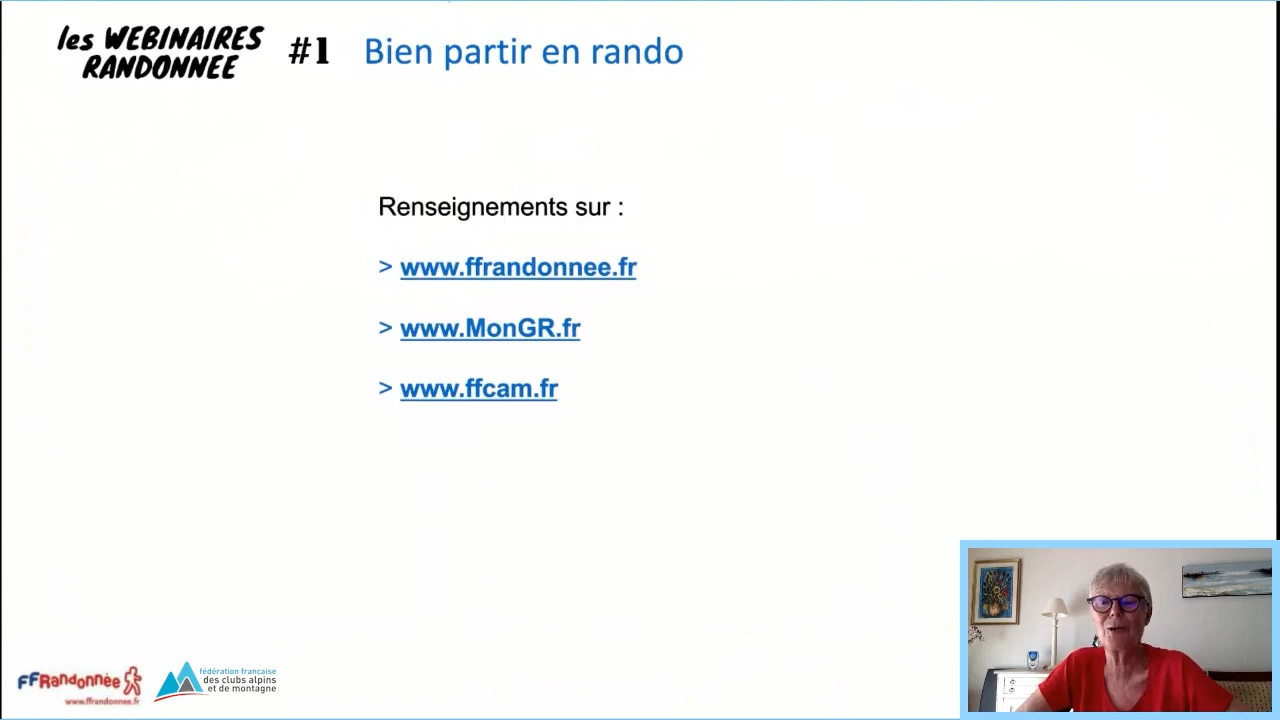 les WEBINAIRES
RANDONNEE
#1
Bien partir en rando
Renseignements sur :
> www.ffrandonnee.fr
> www.MonGR.fr
> www.ffcam.fr
FFRandonnée
www.ffrandonnee.fr
fédération française
des clubs alpins
et de montagne